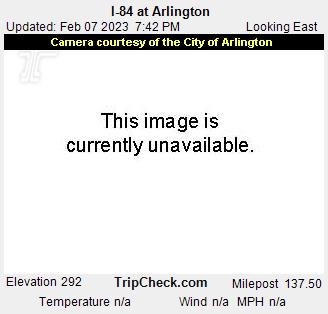 I-84 at Arlington
Updated: Feb 07 2023 7:42 PM Looking East
Camera courtesy of the City of Arlington
This image is
currently unavailable.
Elevation 292 TripCheck.com Milepost 137.50
Temperature n/a Wind n/a MPH n/a